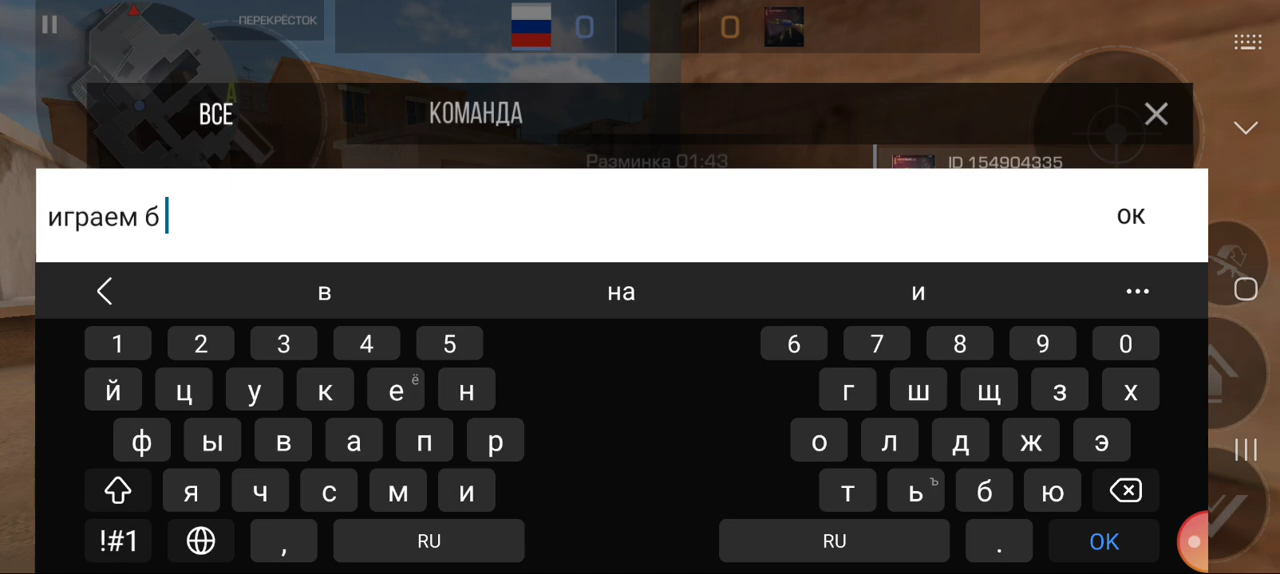 ПЕРЕКРЁСТОК
0 0
A
ВСЕ КОМАНДА
Разминка 01:43
ID 154904335
играем б
ОК
в на и
1 2 3 4 5 6 7 8 9 0
й ц у к е ё н г ш щ з х
ф ы в а п р о л д ж э
я ч с м и т ь ъ б ю
!#1 , RU RU . OK